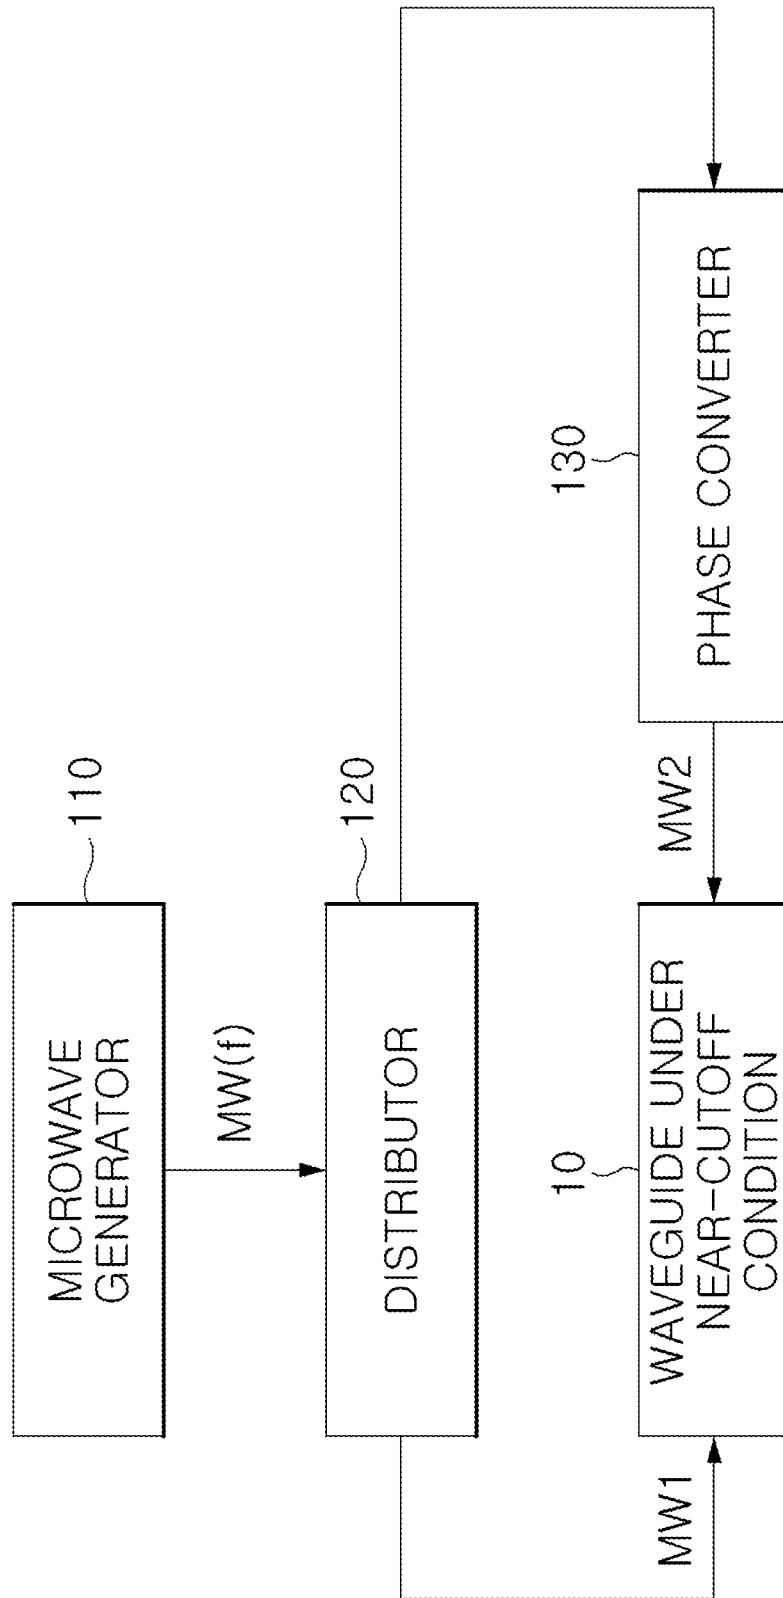 110
MICROWAVE
GENERATOR
MW(f)
120
DISTRIBUTOR
130
PHASE CONVERTER
MW2
10
WAVEGUIDE UNDER
NEAR-CUTOFF
CONDITION
MW1